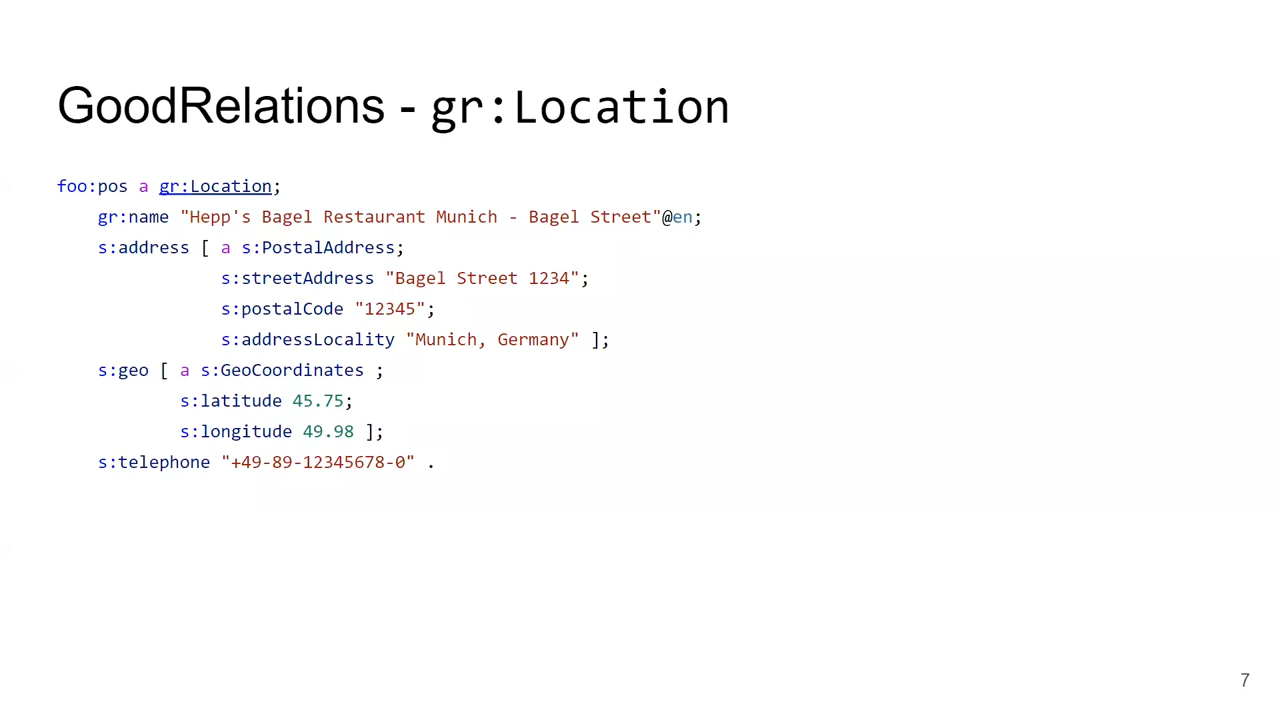 GoodRelations - gr:Location
foo:pos a gr:Location;
gr:name "Hepp's Bagel Restaurant Munich - Bagel Street"@en;
s:address [ a s:PostalAddress;
s:streetAddress "Bagel Street 1234";
s:postalCode "12345";
s:addressLocality "Munich, Germany" ];
s:geo [ a s:GeoCoordinates ;
s:latitude 45.75;
s:longitude 49.98 ];
s:telephone "+49-89-12345678-0" .
7